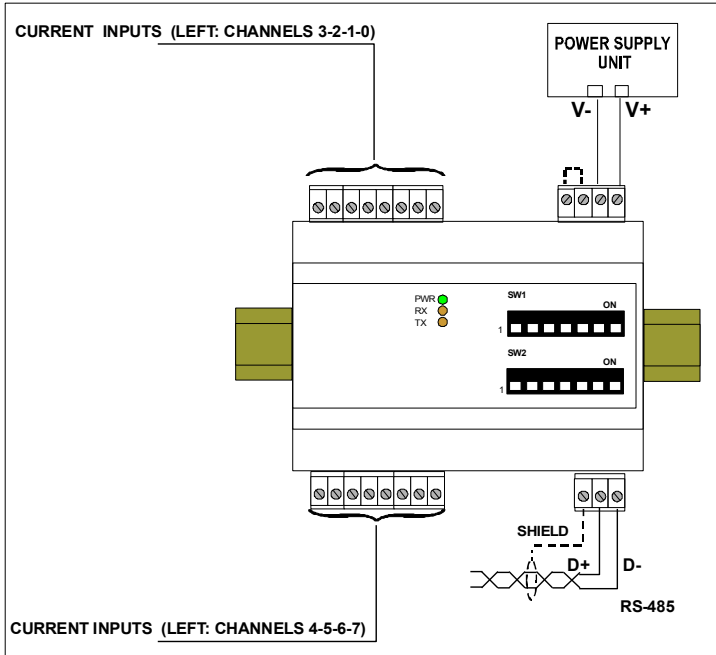 CURRENT INPUTS (LEFT: CHANNELS 3-2-1-0)
POWER SUPPLY
UNIT
V- V+
PWR
RX
TX
SW1
ON
1
SW2
ON
1
SHIELD
D+ D-
RS-485
CURRENT INPUTS (LEFT: CHANNELS 4-5-6-7)